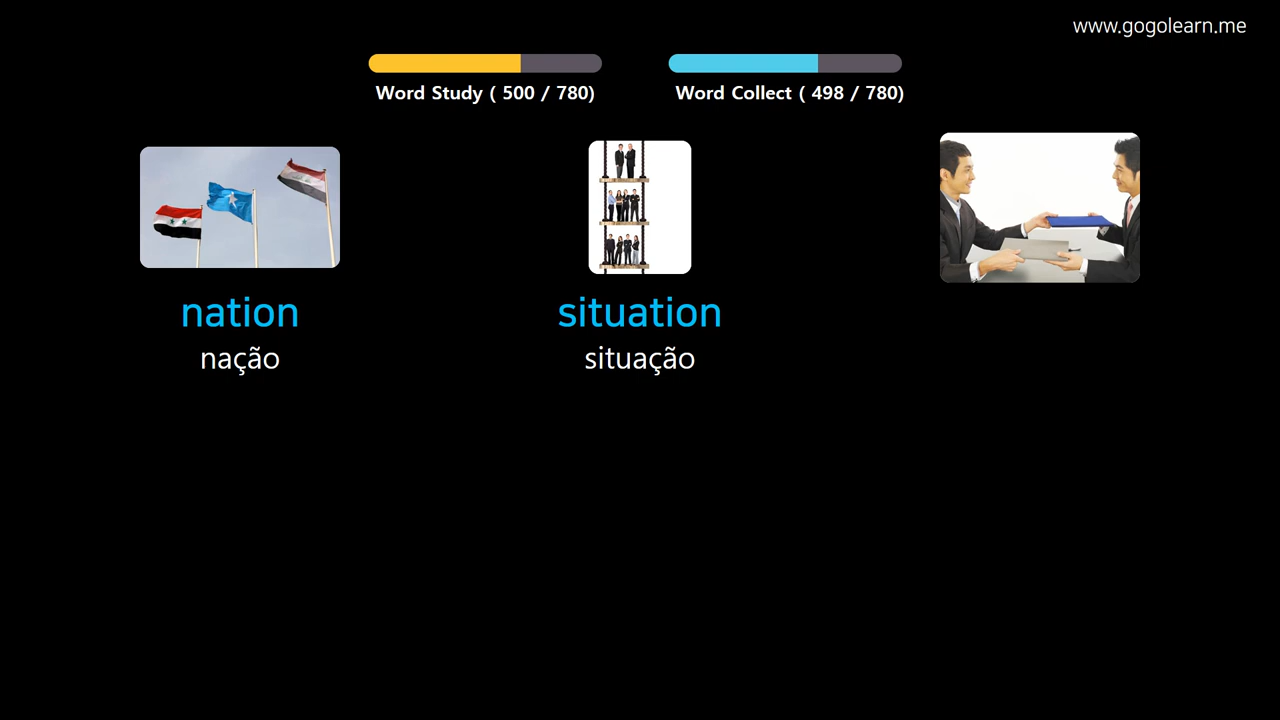 www.gogolearn.me
Word Study ( 500 / 780)
Word Collect ( 498 / 780)
nation
situation
nação
situação